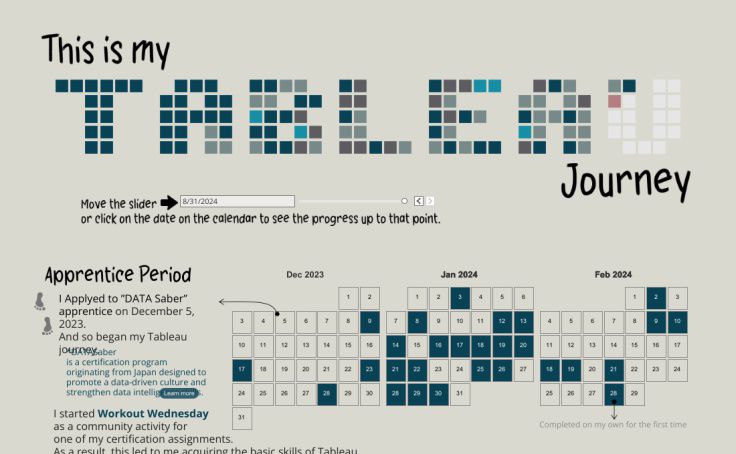 This is my
TABLEAU
Journey
Move the slider 8/31/2024
or click on the date on the calendar to see the progress up to that point.
Apprentice Period
I Applyed to "DATA Saber"
apprentice on December 5,
2023.
And so began my Tableau
journey.
*DATA Saber
is a certification program
originating from Japan designed to
promote a data-driven culture and
strengthen data intellig s.
Learn more
I started Workout Wednesday
as a community activity for
one of my certification assignments.
As a result, this led to me acquiring the basic skills of Tableau
Dec 2023
1 2
3 4 5 6 7 8 9
10 11 12 13 14 15 16
17 18 19 20 21 22 23
24 25 26 27 28 29 30
31
Jan 2024
1 2 3 4 5 6
7 8 9 10 11 12 13
14 15 16 17 18 19 20
21 22 23 24 25 26 27
28 29 30 31
Feb 2024
1 2 3
4 5 6 7 8 9 10
11 12 13 14 15 16 17
18 19 20 21 22 23 24
25 26 27 28 29
Completed on my own for the first time